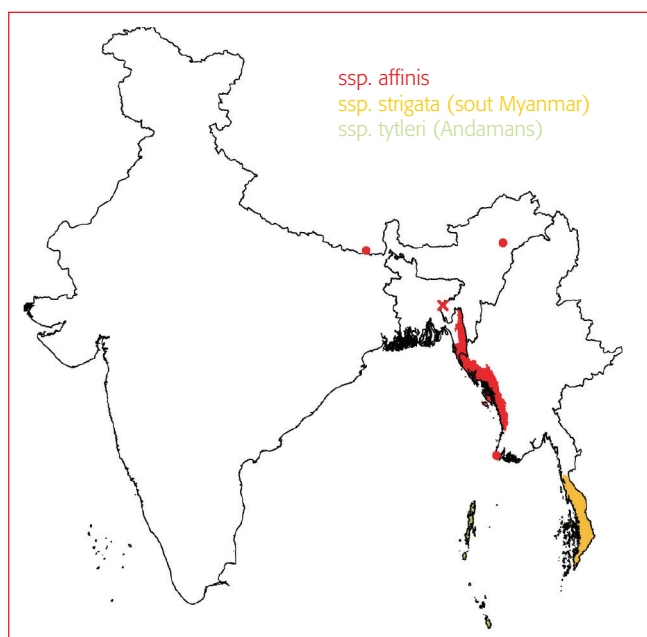 ssp. affinis
ssp. strigata (sout Myanmar)
ssp. tytleri (Andamans)